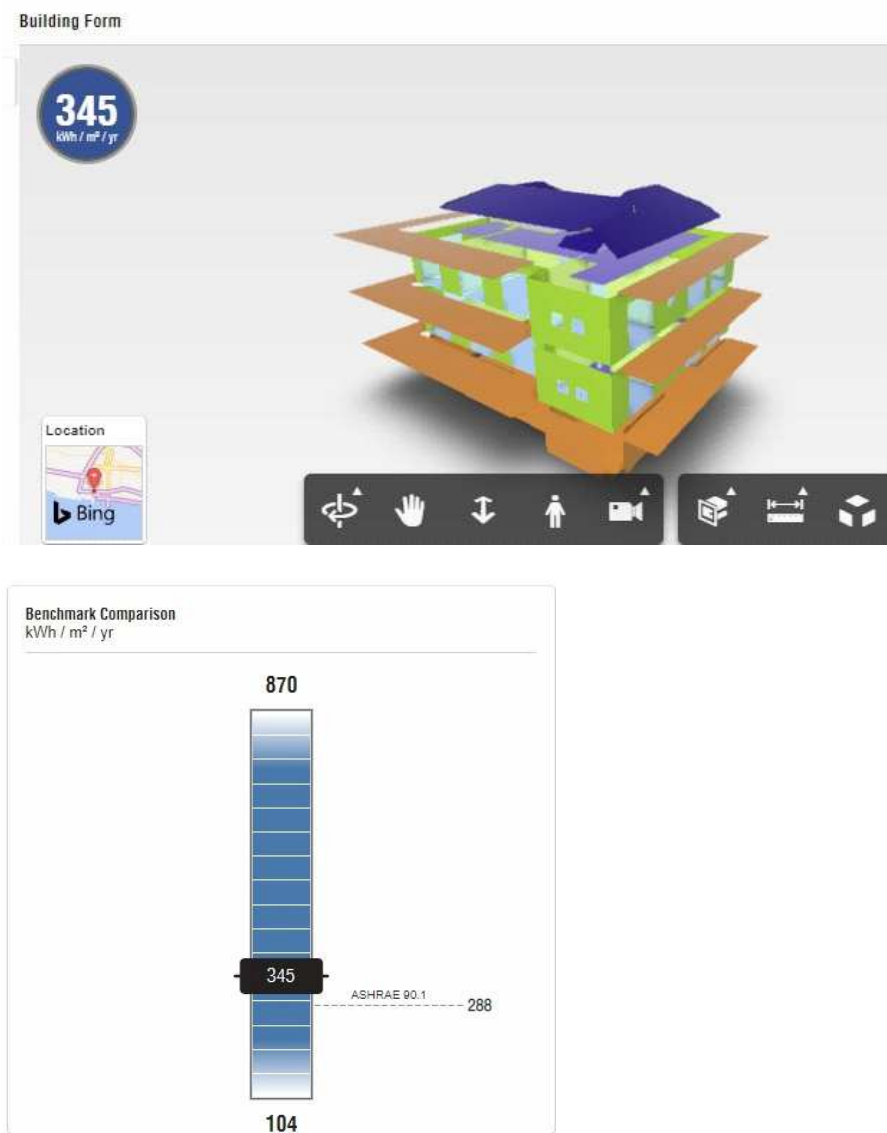 Building Form
345
kWh / m² / yr
Location
Bing
Benchmark Comparison
kWh / m² / yr
870
345
ASHRAE 90.1
288
104